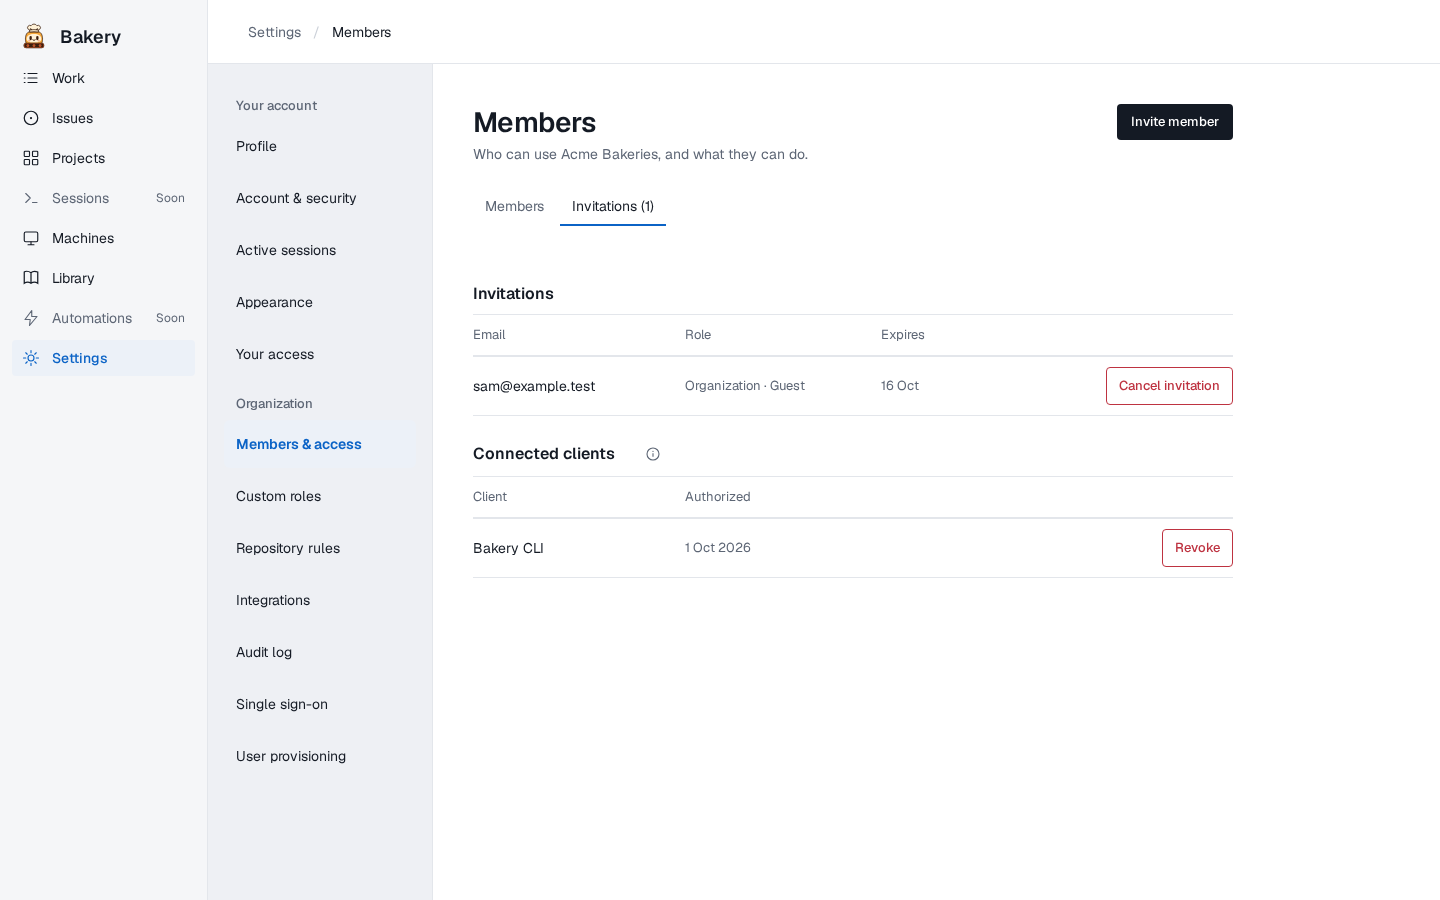 Bakery
Work
Issues
Projects
Sessions Soon
Machines
Library
Automations Soon
Settings
Settings / Members
Your account
Profile
Account & security
Active sessions
Appearance
Your access
Organization
Members & access
Custom roles
Repository rules
Integrations
Audit log
Single sign-on
User provisioning
Members
Invite member
Who can use Acme Bakeries, and what they can do.
Members Invitations (1)
Invitations
Email Role Expires
sam@example.test Organization · Guest 16 Oct Cancel invitation
Connected clients
Client Authorized
Bakery CLI 1 Oct 2026 Revoke